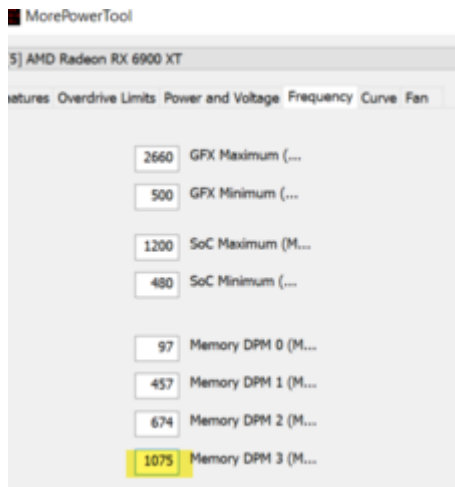 MorePowerTool
5] AMD Radeon RX 6900 XT
atures Overdrive Limits Power and Voltage Frequency Curve Fan
2660 GFX Maximum (...
500 GFX Minimum (...
1200 SoC Maximum (M...
480 SoC Minimum (...
97 Memory DPM 0 (M...
457 Memory DPM 1 (M...
674 Memory DPM 2 (M...
1075 Memory DPM 3 (M...